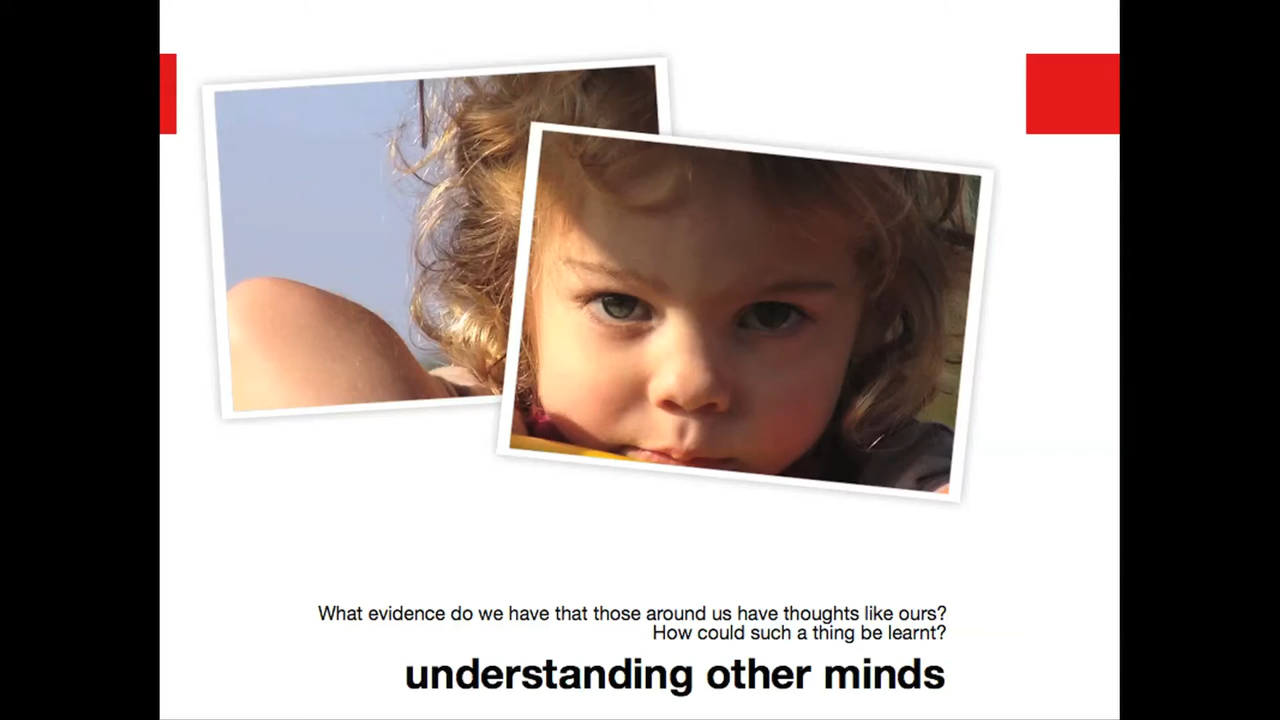 What evidence do we have that those around us have thoughts like ours?
How could such a thing be learnt?
understanding other minds